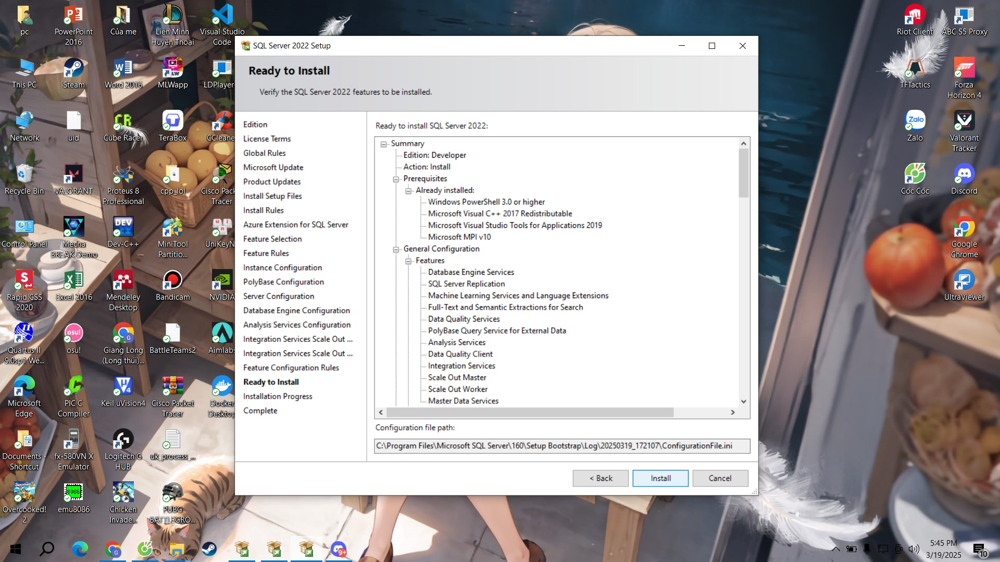 pc
PowerPoint
2016
Của me
Liên Minh
Huyền Thoại
Visual Studio
Code
This PC
Steam
Word 2016
MLWapp
LDPlayer
Network
uid
Cube Racer
TeraBox
CCleane
Recycle Bin
VALORANT
Proteus 8
Professional
cpp_lol
Cisco Pack
Tracer
Control Panel
Mecha
BREAK Demo
Dev-C++
MiniTool
Partitio...
UniKeyN
Rapid CSS
2020
Excel 2016
Mendeley
Desktop
Bandicam
NVIDIA
Quartus II
9.0sp1 We...
osu!
Giang Long
(Long thúi)...
BattleTeams2
Aimlabs
Microsoft
Edge
PIC C
Compiler
Keil uVision4
Cisco Packet
Tracer
Docker
Desktop
Documents -
Shortcut
fx-580VN X
Emulator
Logitech G
HUB
uk_process_...
Overcooked!
2
emu8086
Chicken
Invade...
PUBG
BATTLEGRO...
SQL Server 2022 Setup
Ready to Install
Verify the SQL Server 2022 features to be installed.
Edition
License Terms
Global Rules
Microsoft Update
Product Updates
Install Setup Files
Install Rules
Azure Extension for SQL Server
Feature Selection
Feature Rules
Instance Configuration
PolyBase Configuration
Server Configuration
Database Engine Configuration
Analysis Services Configuration
Integration Services Scale Out ...
Integration Services Scale Out ...
Feature Configuration Rules
Ready to Install
Installation Progress
Complete
Ready to install SQL Server 2022:
Summary
Edition: Developer
Action: Install
Prerequisites
Already installed:
Windows PowerShell 3.0 or higher
Microsoft Visual C++ 2017 Redistributable
Microsoft Visual Studio Tools for Applications 2019
Microsoft MPI v10
General Configuration
Features
Database Engine Services
SQL Server Replication
Machine Learning Services and Language Extensions
Full-Text and Semantic Extractions for Search
Data Quality Services
PolyBase Query Service for External Data
Analysis Services
Data Quality Client
Integration Services
Scale Out Master
Scale Out Worker
Master Data Services
Configuration file path:
C:\Program Files\Microsoft SQL Server\160\Setup Bootstrap\Log\20250319_172107\ConfigurationFile.ini
< Back
Install
Cancel
Riot Client
ABC S5 Proxy
TFTactics
Forza
Horizon 4
Zalo
Valorant
Tracker
Cốc Cốc
Discord
Google
Chrome
UltraViewer
5:45 PM
3/19/2025
10